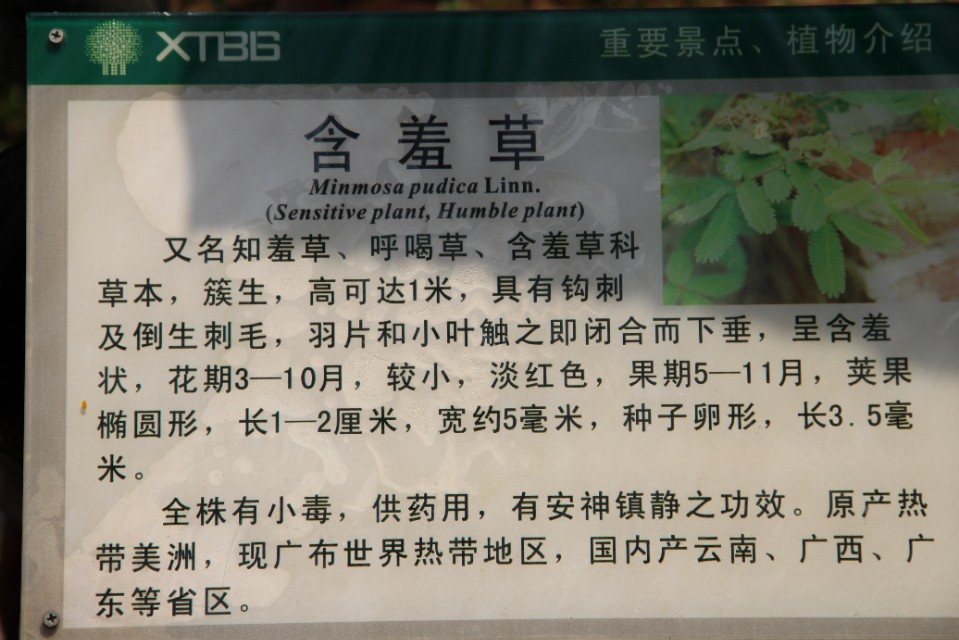 XTBG
重要景点、植物介绍
含羞草
Minmosa pudica Linn.
(Sensitive plant, Humble plant)
又名知羞草、呼喝草、含羞草科
草本，簇生，高可达1米，具有钩刺
及倒生刺毛，羽片和小叶触之即闭合而下垂，呈含羞
状，花期3—10月，较小，淡红色，果期5—11月，荚果
椭圆形，长1—2厘米，宽约5毫米，种子卵形，长3.5毫
米。
全株有小毒，供药用，有安神镇静之功效。原产热
带美洲，现广布世界热带地区，国内产云南、广西、广
东等省区。